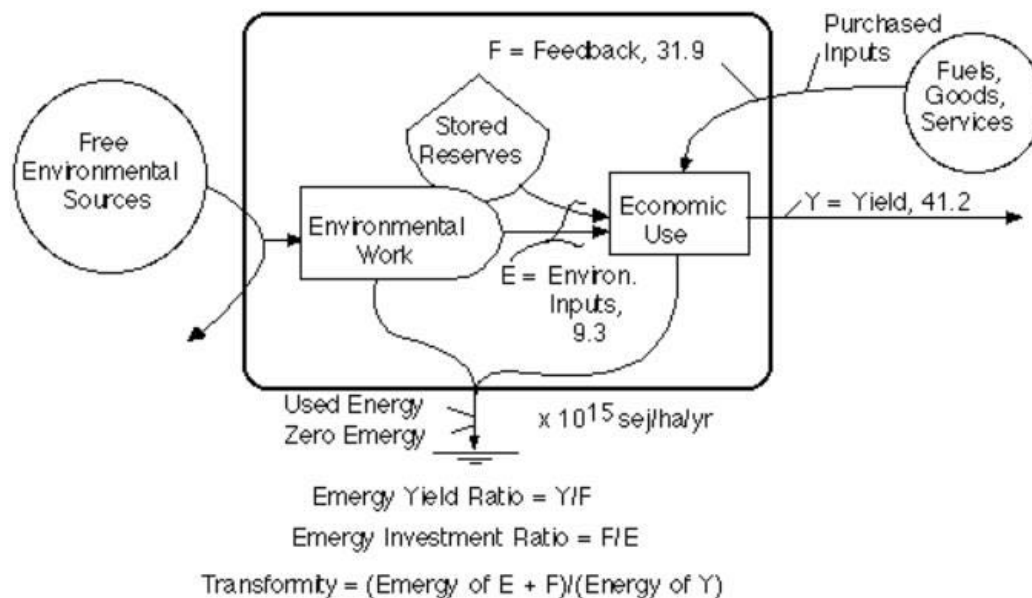 F = Feedback, 31.9
Purchased
Inputs
Fuels,
Goods,
Services
Free
Environmental
Sources
Stored
Reserves
Environmental
Work
Economic
Use
Y = Yield, 41.2
E = Environ.
Inputs,
9.3
Used Energy
Zero Emergy
x 10¹⁵ sej/ha/yr
Emergy Yield Ratio = Y/F
Emergy Investment Ratio = F/E
Transformity = (Emergy of E + F)/(Energy of Y)